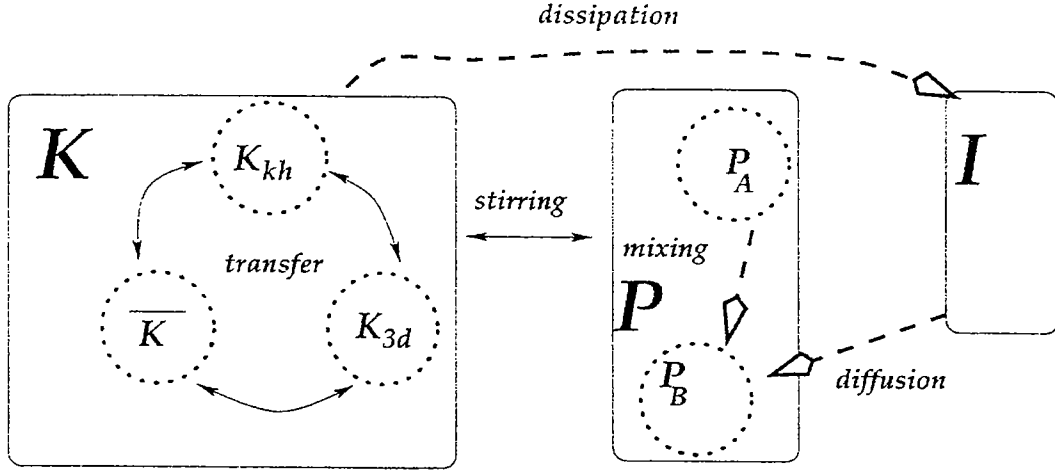 dissipation
K
K_kh
P_A
I
stirring
transfer
mixing
P
K̅
K_3d
P_B
diffusion